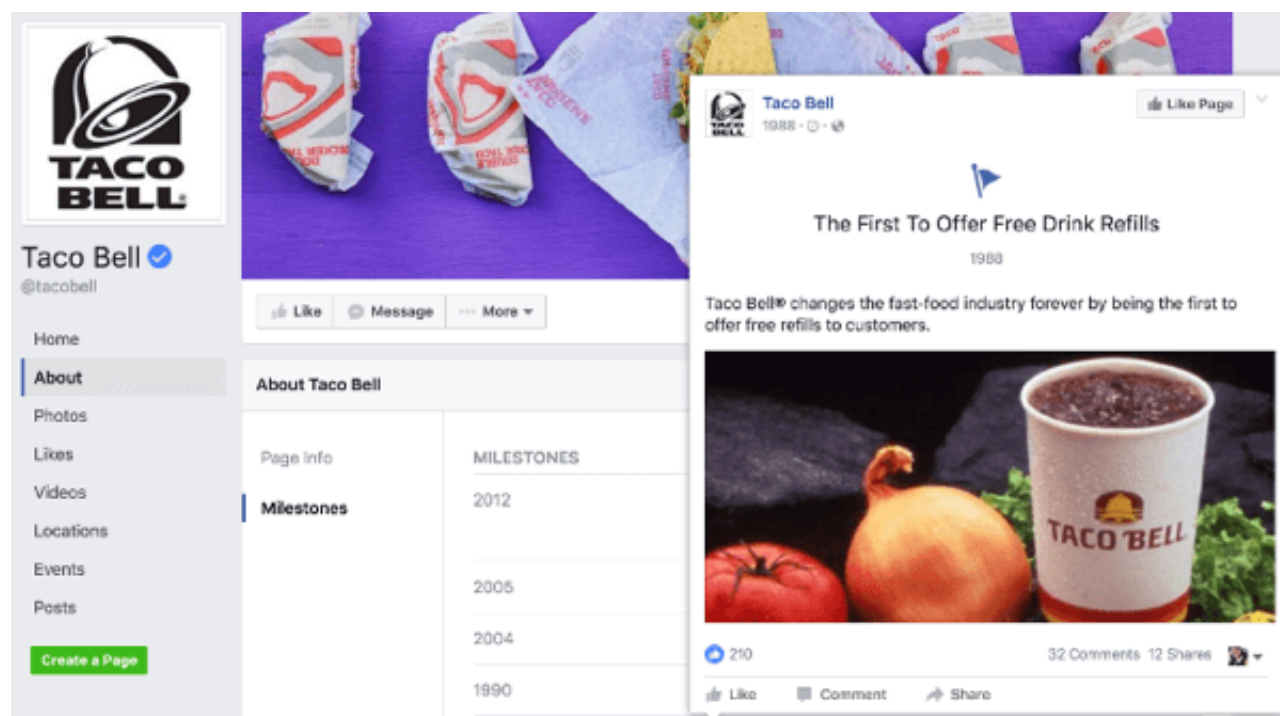 TACO
BELL®
Taco Bell
@tacobell
Home
About
Photos
Likes
Videos
Locations
Events
Posts
Create a Page
DOUBLE
Like
Message
More
About Taco Bell
Page Info
Milestones
MILESTONES
2012
2005
2004
1990
TACO
BELL
Taco Bell
1988
Like Page
The First To Offer Free Drink Refills
1988
Taco Bell® changes the fast-food industry forever by being the first to
offer free refills to customers.
TACO BELL
210
32 Comments 12 Shares
Like
Comment
Share